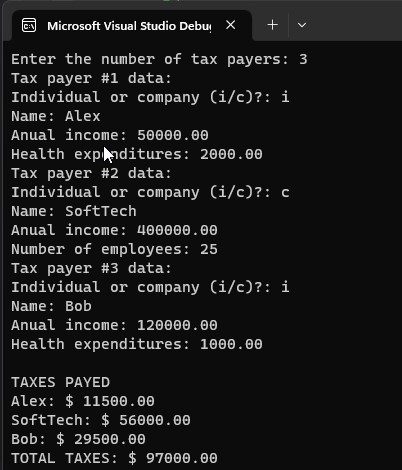 Microsoft Visual Studio Debu
Enter the number of tax payers: 3
Tax payer #1 data:
Individual or company (i/c)?: i
Name: Alex
Anual income: 50000.00
Health expenditures: 2000.00
Tax payer #2 data:
Individual or company (i/c)?: c
Name: SoftTech
Anual income: 400000.00
Number of employees: 25
Tax payer #3 data:
Individual or company (i/c)?: i
Name: Bob
Anual income: 120000.00
Health expenditures: 1000.00
TAXES PAYED
Alex: $ 11500.00
SoftTech: $ 56000.00
Bob: $ 29500.00
TOTAL TAXES: $ 97000.00